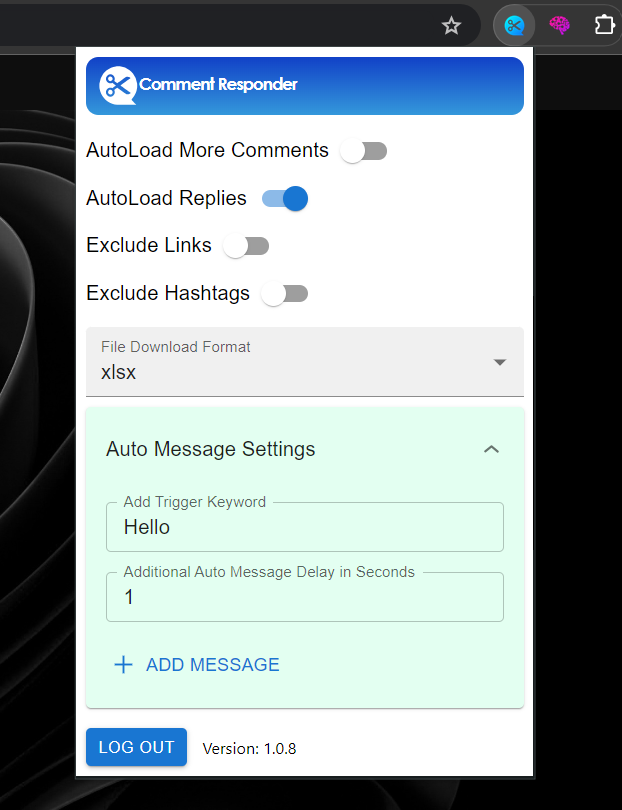 Comment Responder
AutoLoad More Comments
AutoLoad Replies
Exclude Links
Exclude Hashtags
File Download Format
xlsx
Auto Message Settings
Add Trigger Keyword
Hello
Additional Auto Message Delay in Seconds
1
ADD MESSAGE
LOG OUT Version: 1.0.8